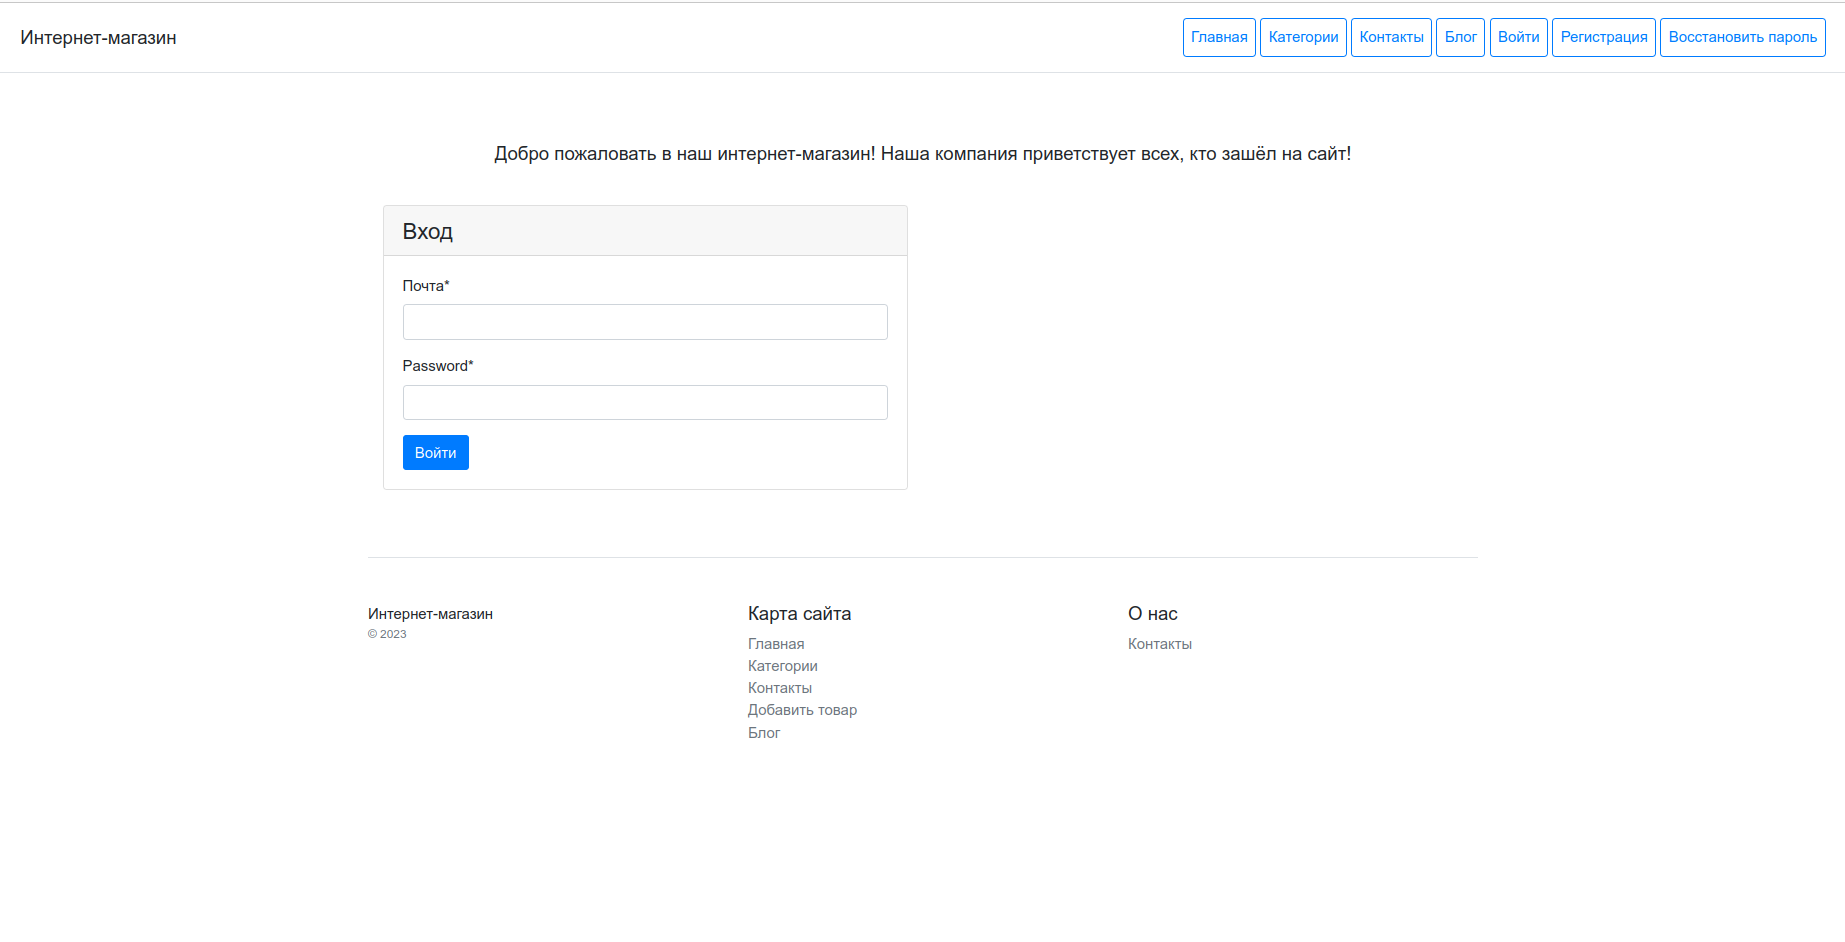 Интернет-магазин
Главная Категории Контакты Блог Войти Регистрация Восстановить пароль
Добро пожаловать в наш интернет-магазин! Наша компания приветствует всех, кто зашёл на сайт!
Вход
Почта*
Password*
Войти
Интернет-магазин
© 2023
Карта сайта
Главная
Категории
Контакты
Добавить товар
Блог
О нас
Контакты